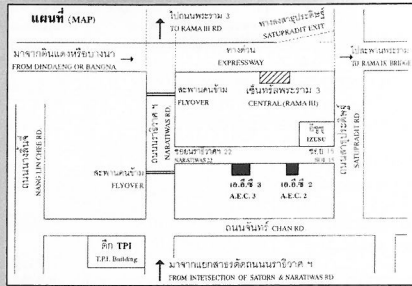 แผนที่ (MAP)
ไปถนนพระราม 3
TO RAMA III RD
ทางลงสาธุประดิษฐ์
SATUPRADIT EXIT
มาจากดินแดงหรือบางนา
FROM DINDAENG OR BANGNA
ทางด่วน
EXPRESSWAY
ไปสะพานพระราม 9
TO RAMA IX BRIDGE
สะพานคนข้าม
FLYOVER
เซ็นทรัลพระราม 3
CENTRAL (RAMA III)
อีซูซุ
IZUSU
ถนนนางลิ้นจี่
NANG LIN CHEE RD.
ถนนนราธิวาส ฯ
NARATIWAS RD.
ถนนสาธุประดิษฐ์
SATUPRADIT RD
ซอยนราธิวาส ฯ 22
NARATIWAS 22
ซอย 15
SOI 15
สะพานคนข้าม
FLYOVER
เอ.อี.ซี 3
A.E.C. 3
เอ.อี.ซี 2
A.E.C. 2
ถนนจันทร์ CHAN RD
ตึก TPI
T.P.I. Building
มาจากแยกสาธรตัดถนนนราธิวาส ฯ
FROM INTETSECTION OF SATORN & NARATIWAS RD